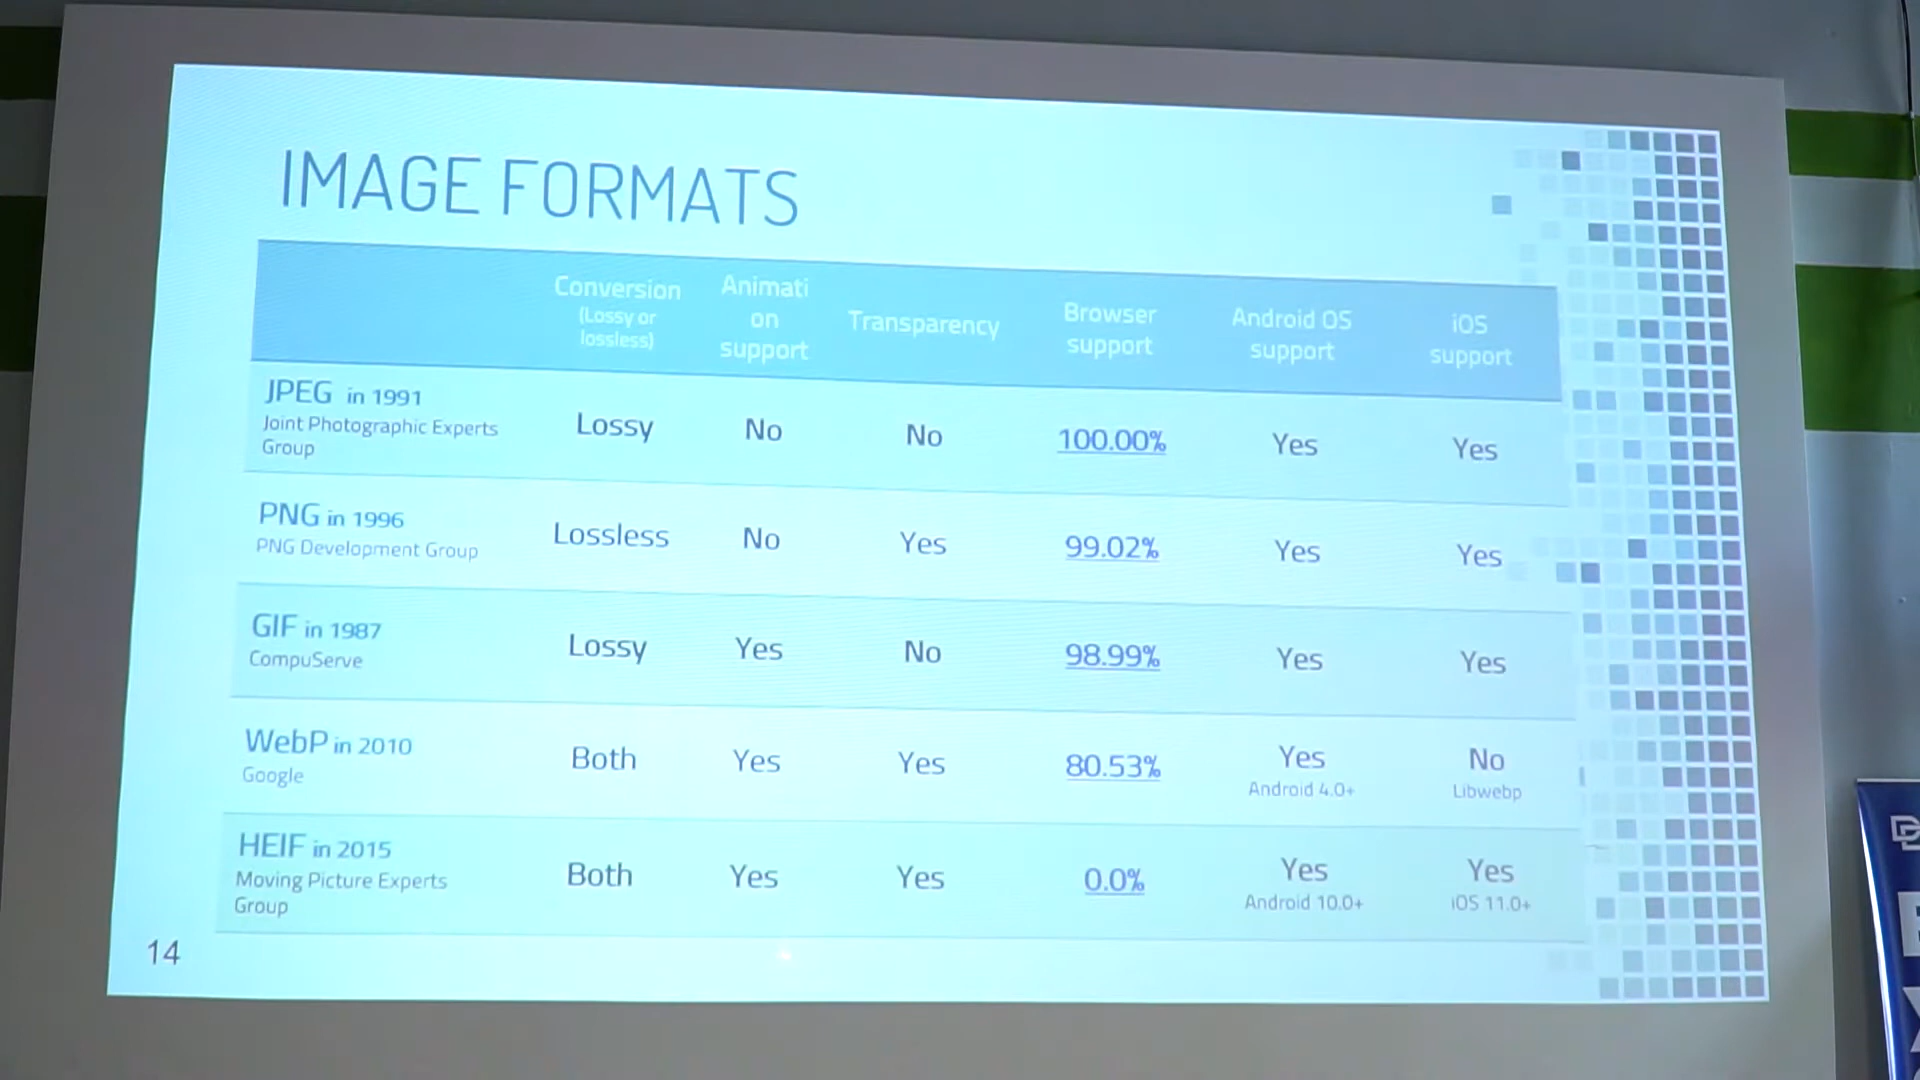 IMAGE FORMATS
Conversion
(Lossy or
lossless)
Animati
on
support
Transparency
Browser
support
Android OS
support
iOS
support
JPEG in 1991
Joint Photographic Experts
Group
Lossy
No
No
100.00%
Yes
Yes
PNG in 1996
PNG Development Group
Lossless
No
Yes
99.02%
Yes
Yes
GIF in 1987
CompuServe
Lossy
Yes
No
98.99%
Yes
Yes
WebP in 2010
Google
Both
Yes
Yes
80.53%
Yes
Android 4.0+
No
Libwebp
HEIF in 2015
Moving Picture Experts
Group
Both
Yes
Yes
0.0%
Yes
Android 10.0+
Yes
iOS 11.0+
14